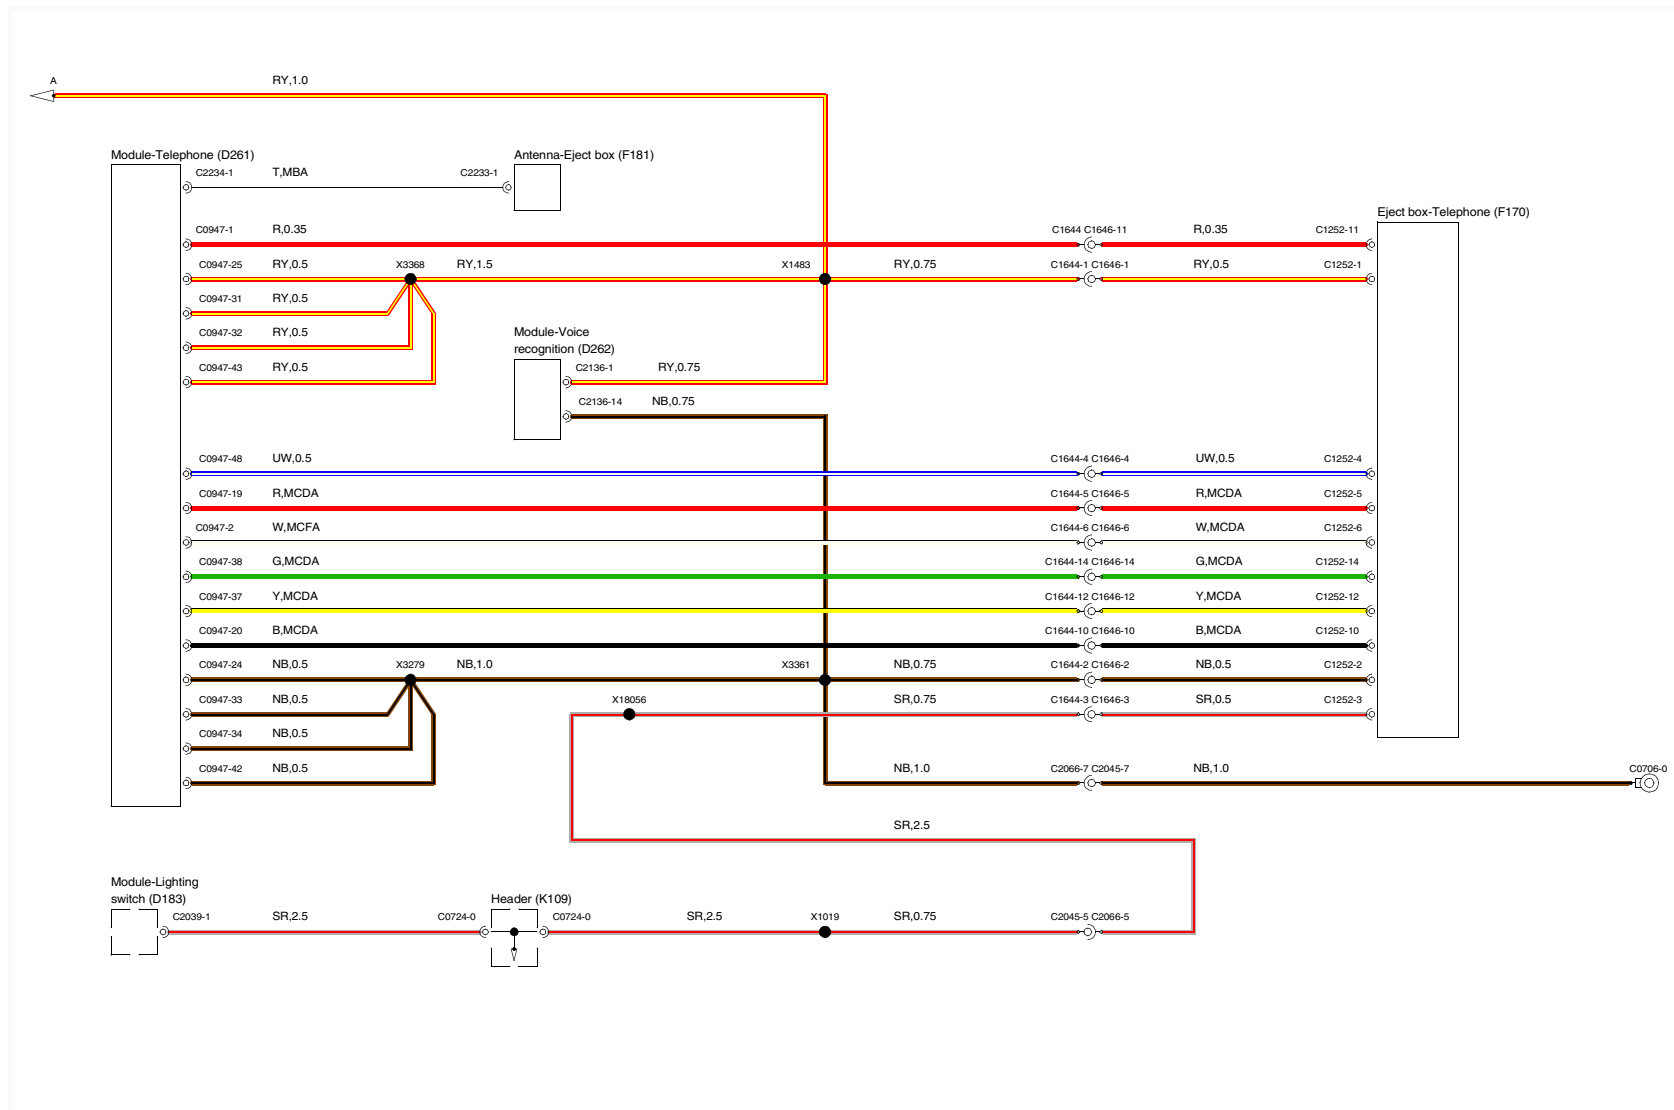 A RY,1.0
Module-Telephone (D261) Antenna-Eject box (F181)
C2234-1 T,MBA C2233-1
Eject box-Telephone (F170)
C0947-1 R,0.35 C1644 C1646-11 R,0.35 C1252-11
C0947-25 RY,0.5 X3368 RY,1.5 X1483 RY,0.75 C1644-1 C1646-1 RY,0.5 C1252-1
C0947-31 RY,0.5
C0947-32 RY,0.5
Module-Voice
recognition (D262)
C0947-43 RY,0.5 C2136-1 RY,0.75
C2136-14 NB,0.75
C0947-48 UW,0.5 C1644-4 C1646-4 UW,0.5 C1252-4
C0947-19 R,MCDA C1644-5 C1646-5 R,MCDA C1252-5
C0947-2 W,MCFA C1644-6 C1646-6 W,MCDA C1252-6
C0947-38 G,MCDA C1644-14 C1646-14 G,MCDA C1252-14
C0947-37 Y,MCDA C1644-12 C1646-12 Y,MCDA C1252-12
C0947-20 B,MCDA C1644-10 C1646-10 B,MCDA C1252-10
C0947-24 NB,0.5 X3279 NB,1.0 X3361 NB,0.75 C1644-2 C1646-2 NB,0.5 C1252-2
C0947-33 NB,0.5 X18056 SR,0.75 C1644-3 C1646-3 SR,0.5 C1252-3
C0947-34 NB,0.5
C0947-42 NB,0.5 NB,1.0 C2066-7 C2045-7 NB,1.0 C0706-0
SR,2.5
Module-Lighting
switch (D183) Header (K109)
C2039-1 SR,2.5 C0724-0 C0724-0 SR,2.5 X1019 SR,0.75 C2045-5 C2066-5